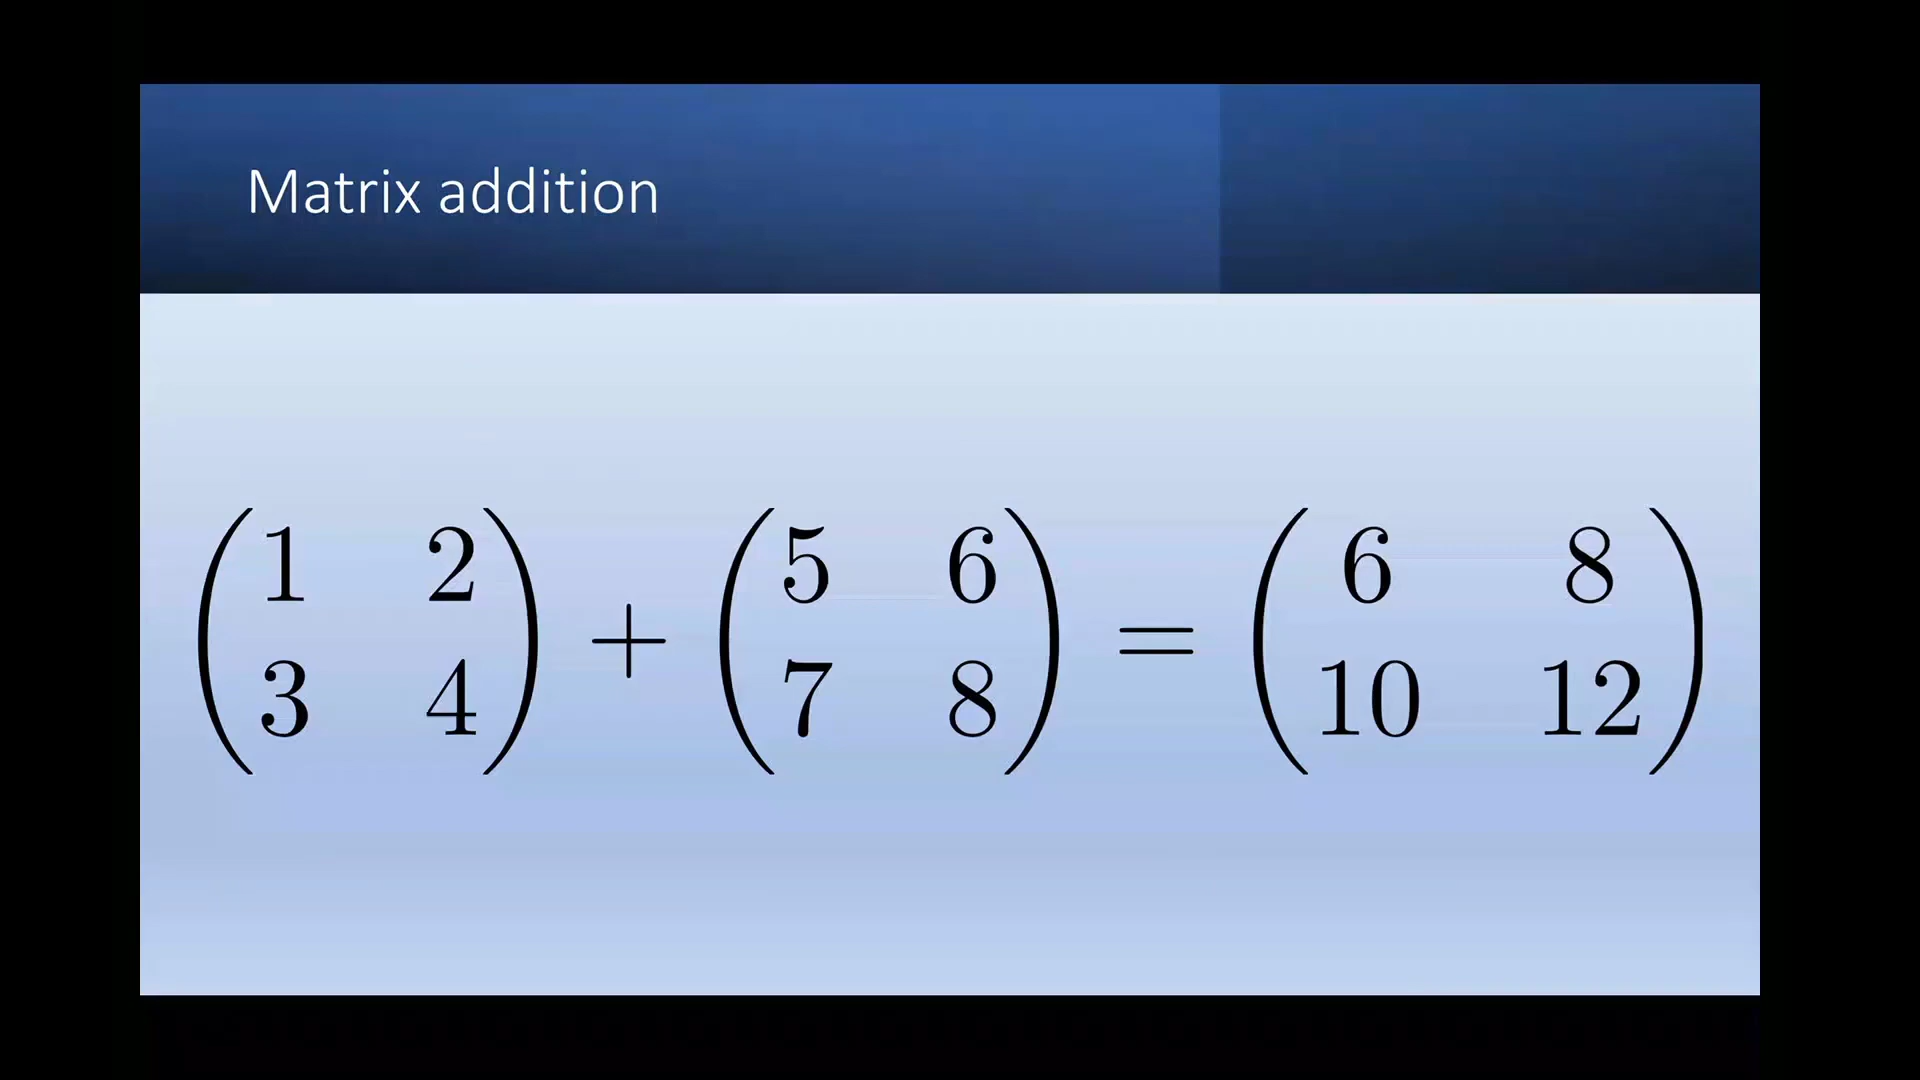 Matrix addition
(1 2
3 4) + (5 6
7 8) = (6 8
10 12)